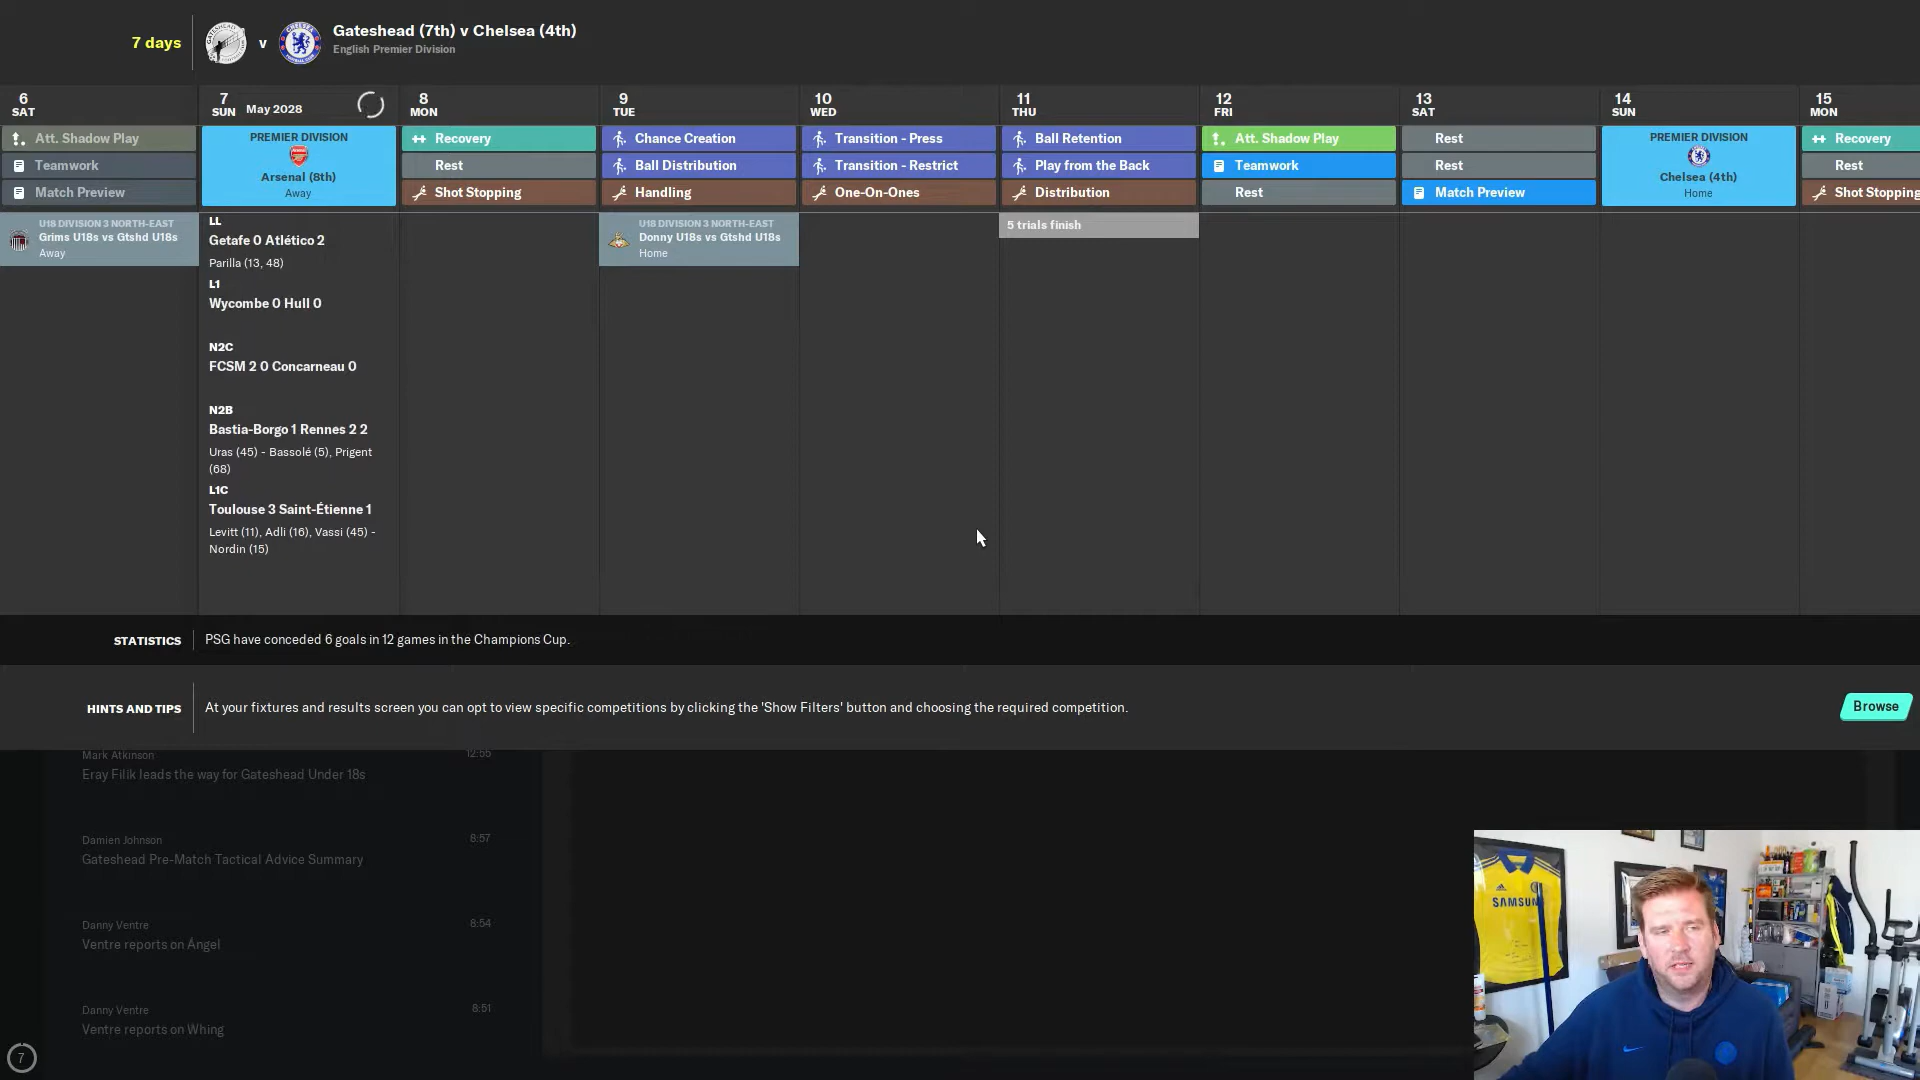 7 days
v
Gateshead (7th) v Chelsea (4th)
English Premier Division
6
SAT
7
SUN
May 2028
8
MON
9
TUE
10
WED
11
THU
12
FRI
13
SAT
14
SUN
15
MON
Att. Shadow Play
Teamwork
Match Preview
PREMIER DIVISION
Arsenal (8th)
Away
Recovery
Rest
Shot Stopping
Chance Creation
Ball Distribution
Handling
Transition - Press
Transition - Restrict
One-On-Ones
Ball Retention
Play from the Back
Distribution
Att. Shadow Play
Teamwork
Rest
Rest
Rest
Match Preview
PREMIER DIVISION
Chelsea (4th)
Home
Recovery
Rest
Shot Stopping
U18 DIVISION 3 NORTH-EAST
Grims U18s vs Gtshd U18s
Away
LL
Getafe 0 Atlético 2
Parilla (13, 48)
L1
Wycombe 0 Hull 0
N2C
FCSM 2 0 Concarneau 0
N2B
Bastia-Borgo 1 Rennes 2 2
Uras (45) - Bassolé (5), Prigent
(68)
L1C
Toulouse 3 Saint-Étienne 1
Levitt (11), Adli (16), Vassi (45) -
Nordin (15)
U18 DIVISION 3 NORTH-EAST
Donny U18s vs Gtshd U18s
Home
5 trials finish
STATISTICS
PSG have conceded 6 goals in 12 games in the Champions Cup.
HINTS AND TIPS
At your fixtures and results screen you can opt to view specific competitions by clicking the 'Show Filters' button and choosing the required competition.
Browse
Mark Atkinson
12:55
Eray Filik leads the way for Gateshead Under 18s
Damien Johnson
8:57
Gateshead Pre-Match Tactical Advice Summary
Danny Ventre
8:54
Ventre reports on Ángel
Danny Ventre
8:51
Ventre reports on Whing
7
SAMSUN